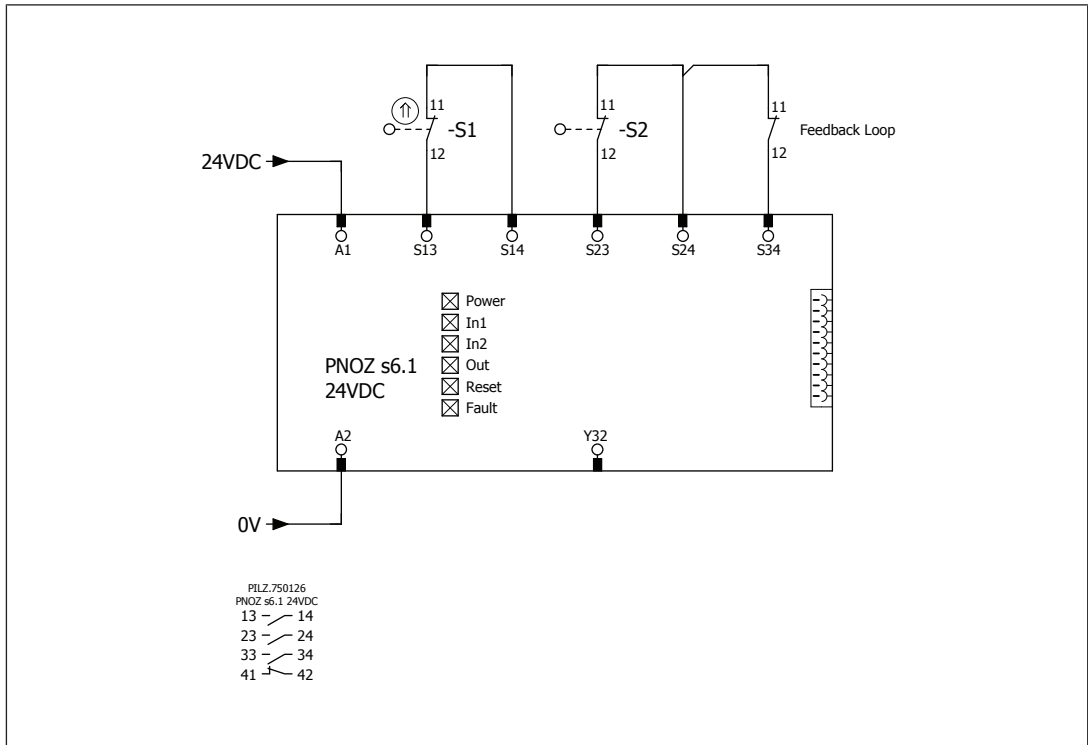 11
-S1
12
11
-S2
12
11
Feedback Loop
12
24VDC
A1
S13
S14
S23
S24
S34
Power
In1
In2
Out
Reset
Fault
PNOZ s6.1
24VDC
A2
Y32
0V
PILZ.750126
PNOZ s6.1 24VDC
13 14
23 24
33 34
41 42